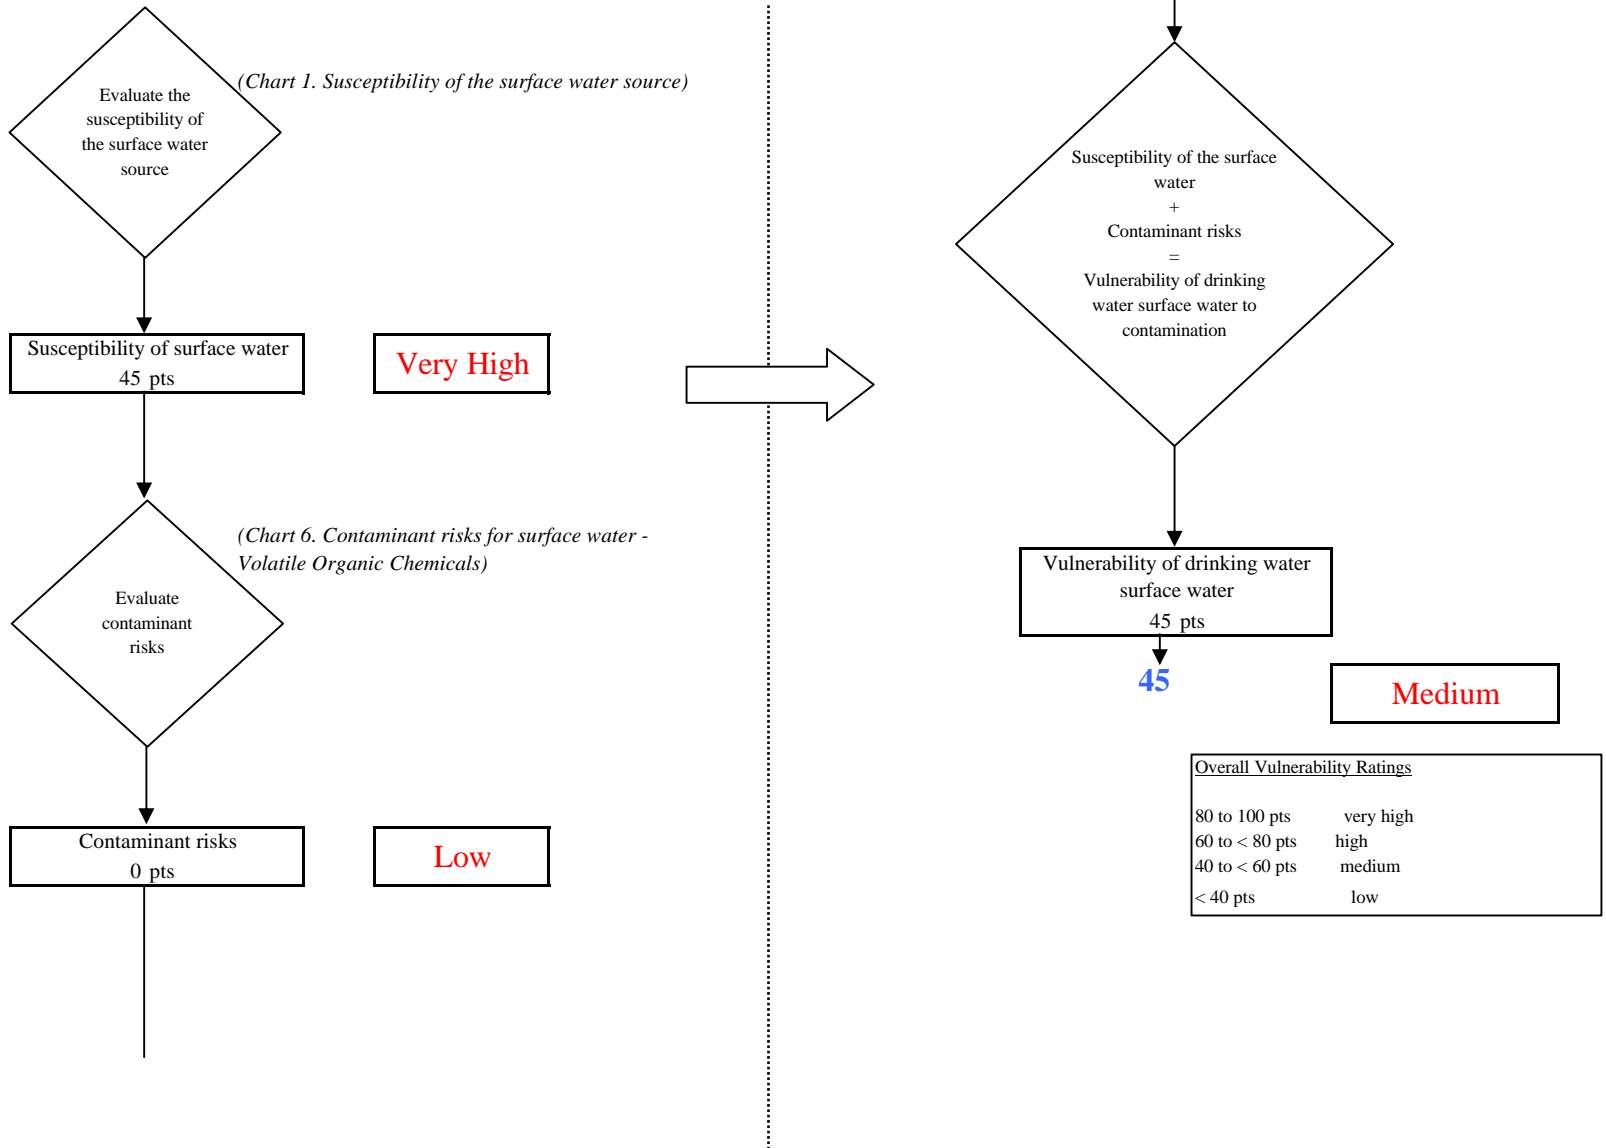 (Chart 1. Susceptibility of the surface water source)
Evaluate the
susceptibility of
the surface water
source
Susceptibility of surface water
45 pts
Very High
(Chart 6. Contaminant risks for surface water -
Volatile Organic Chemicals)
Evaluate
contaminant
risks
Contaminant risks
0 pts
Low
Susceptibility of the surface
water
+
Contaminant risks
=
Vulnerability of drinking
water surface water to
contamination
Vulnerability of drinking water
surface water
45 pts
45
Medium
Overall Vulnerability Ratings
80 to 100 pts very high
60 to < 80 pts high
40 to < 60 pts medium
< 40 pts low